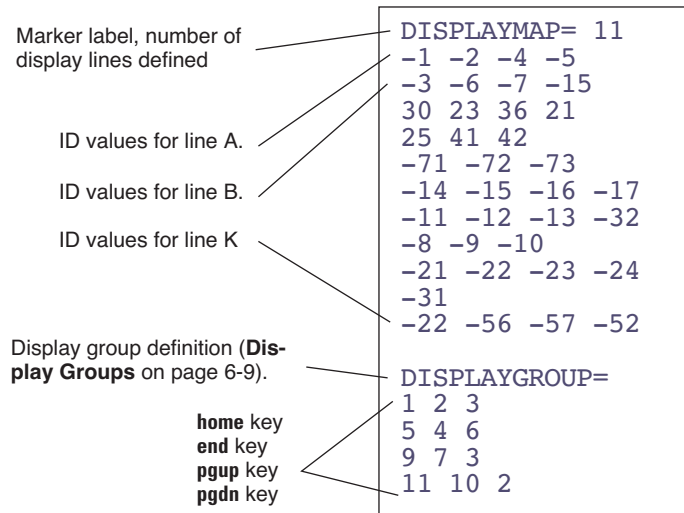 Marker label, number of
display lines defined
ID values for line A.
ID values for line B.
ID values for line K
Display group definition (Dis-
play Groups on page 6-9).
home key
end key
pgup key
pgdn key
DISPLAYMAP= 11
–1 –2 –4 –5
–3 –6 –7 –15
30 23 36 21
25 41 42
–71 –72 –73
–14 –15 –16 –17
–11 –12 –13 –32
–8 –9 –10
–21 –22 –23 –24
–31
–22 –56 –57 –52
DISPLAYGROUP=
1 2 3
5 4 6
9 7 3
11 10 2